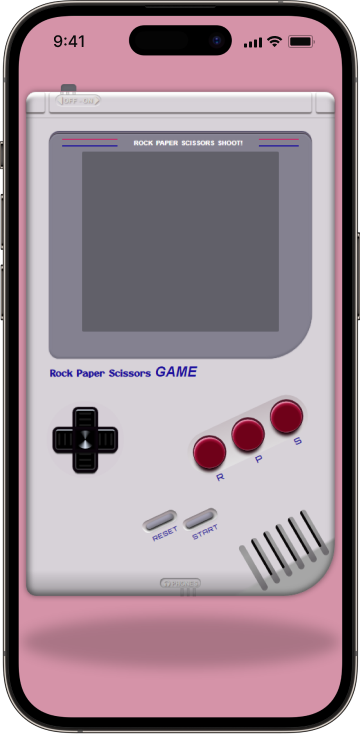 9:41
OFF•ON
ROCK PAPER SCISSORS SHOOT!
Rock Paper Scissors GAME
R P S
RESET START